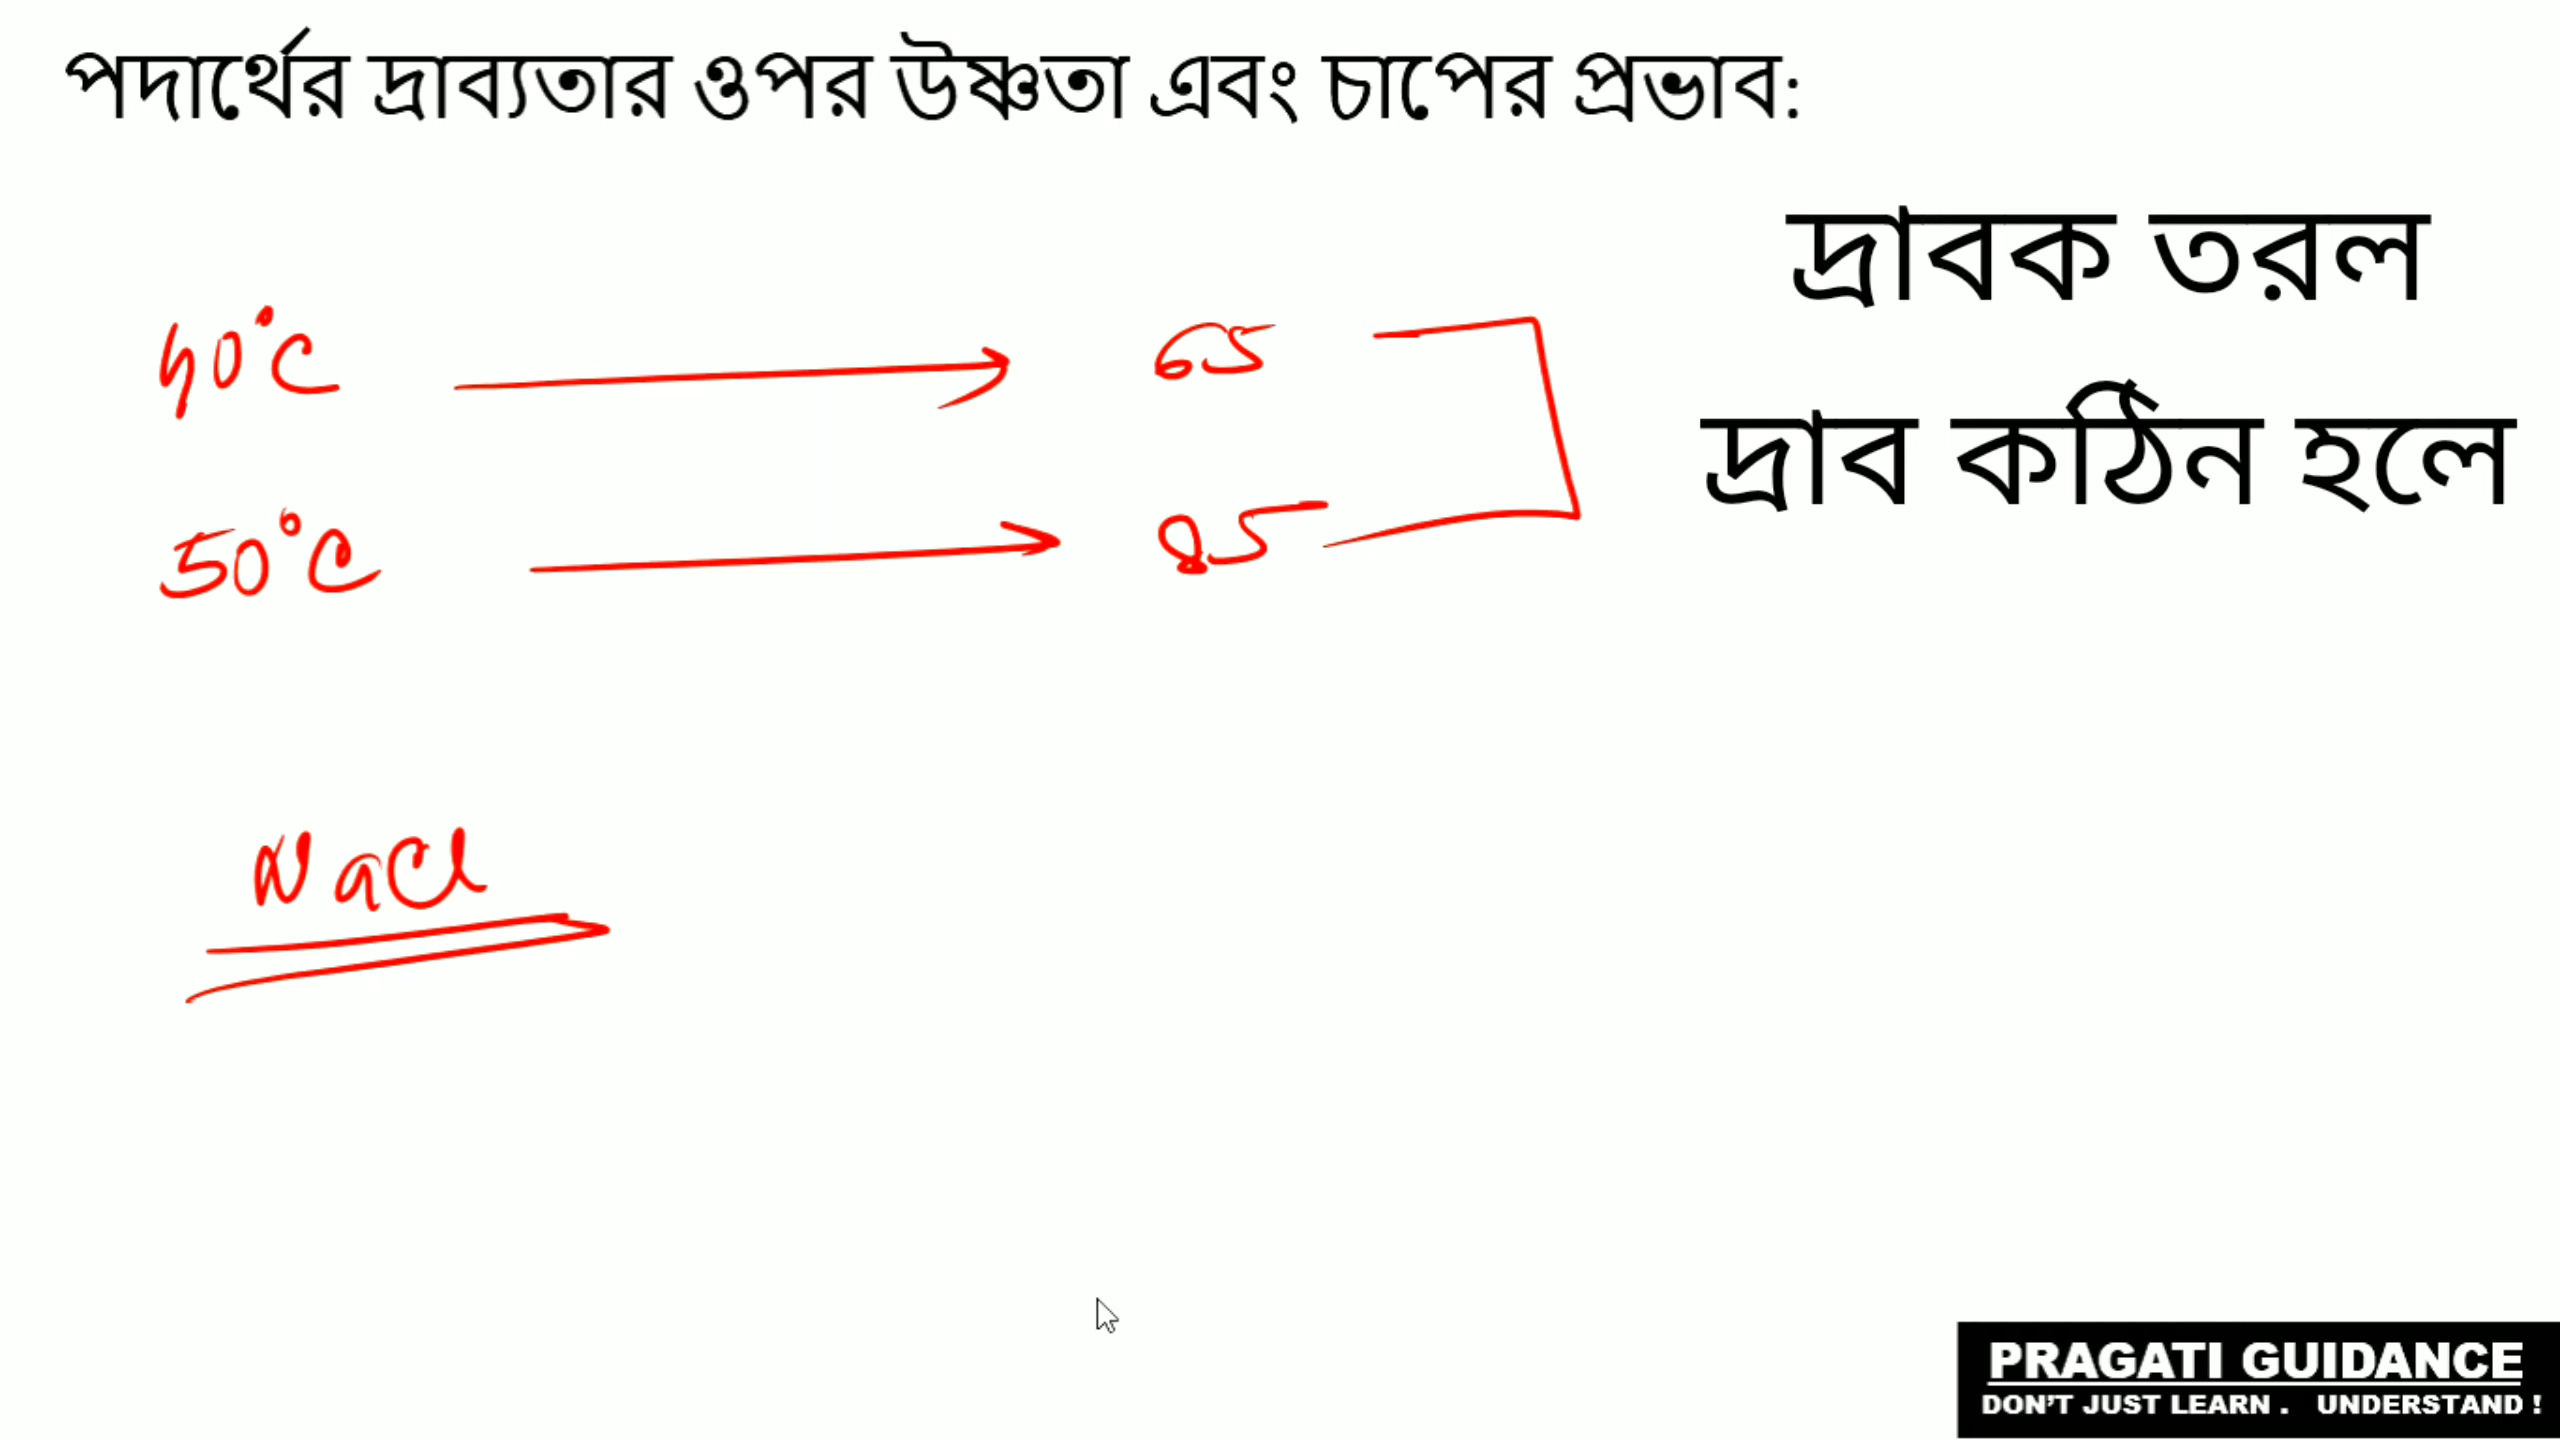 পদার্থের দ্রাব্যতার ওপর উষ্ণতা এবং চাপের প্রভাব:
দ্রাবক তরল
দ্রাব কঠিন হলে
40°C 65
50°C 85
NaCl
PRAGATI GUIDANCE
DON'T JUST LEARN . UNDERSTAND !